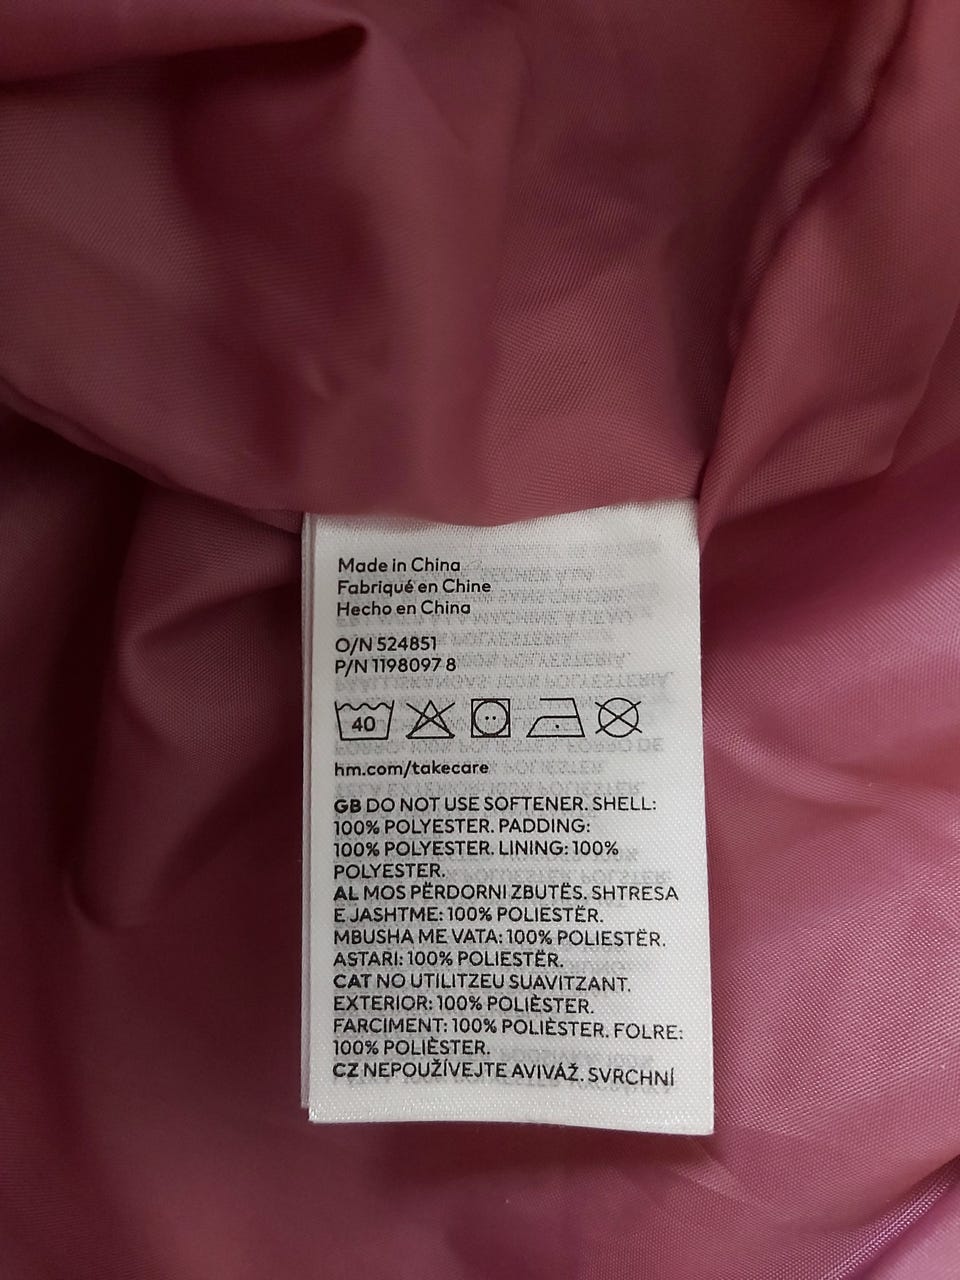 Made in China
Fabriqué en Chine
Hecho en China
O/N 524851
P/N 1198097 8
40
hm.com/takecare
GB DO NOT USE SOFTENER. SHELL:
100% POLYESTER. PADDING:
100% POLYESTER. LINING: 100%
POLYESTER.
AL MOS PËRDORNI ZBUTËS. SHTRESA
E JASHTME: 100% POLIESTËR.
MBUSHA ME VATA: 100% POLIESTËR.
ASTARI: 100% POLIESTËR.
CAT NO UTILITZEU SUAVITZANT.
EXTERIOR: 100% POLIÈSTER.
FARCIMENT: 100% POLIÈSTER. FOLRE:
100% POLIÈSTER.
CZ NEPOUŽÍVEJTE AVIVÁŽ. SVRCHNÍ